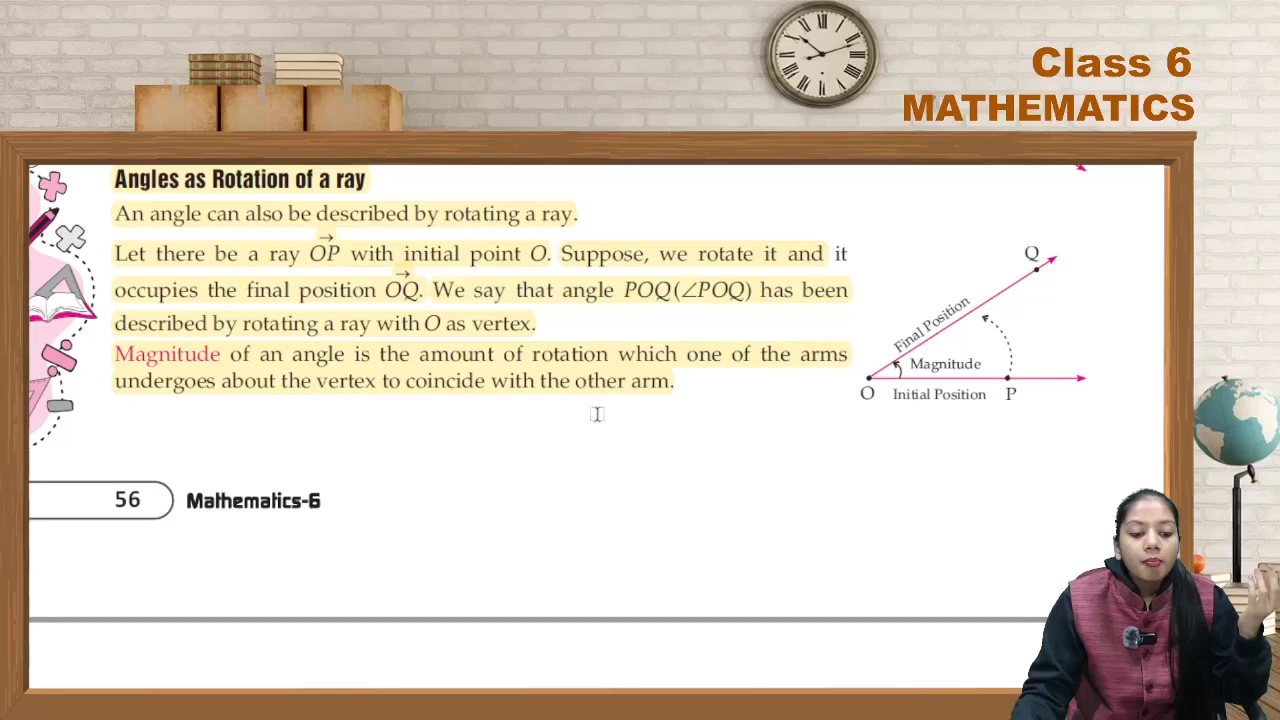 Class 6
MATHEMATICS
Angles as Rotation of a ray
An angle can also be described by rotating a ray.
Let there be a ray OP with initial point O. Suppose, we rotate it and it
occupies the final position OQ. We say that angle POQ(∠POQ) has been
described by rotating a ray with O as vertex.
Magnitude of an angle is the amount of rotation which one of the arms
undergoes about the vertex to coincide with the other arm.
Q
Final Position
Magnitude
O Initial Position P
56 Mathematics-6